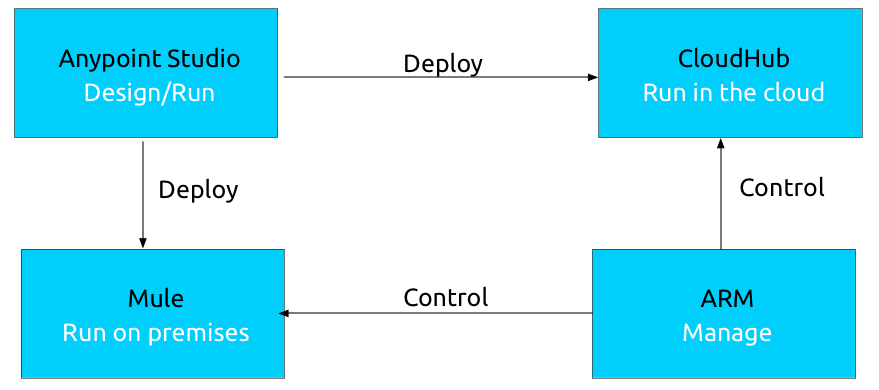 Anypoint Studio
Design/Run
Deploy
CloudHub
Run in the cloud
Deploy
Control
Mule
Run on premises
Control
ARM
Manage